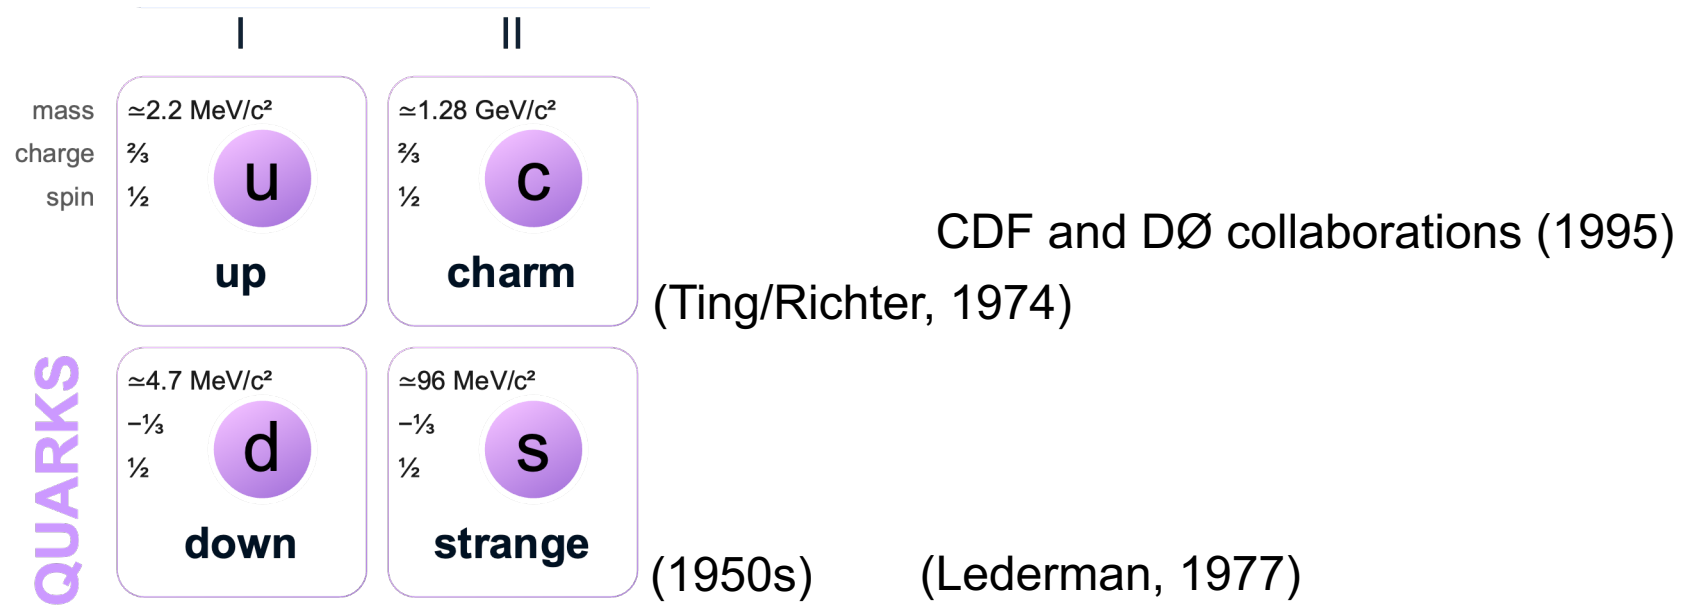 I II
mass ≃2.2 MeV/c² ≃1.28 GeV/c²
charge ⅔ ⅔
spin ½ ½
u c
up charm
CDF and DØ collaborations (1995)
(Ting/Richter, 1974)
QUARKS
≃4.7 MeV/c² ≃96 MeV/c²
−⅓ −⅓
½ ½
d s
down strange
(1950s) (Lederman, 1977)